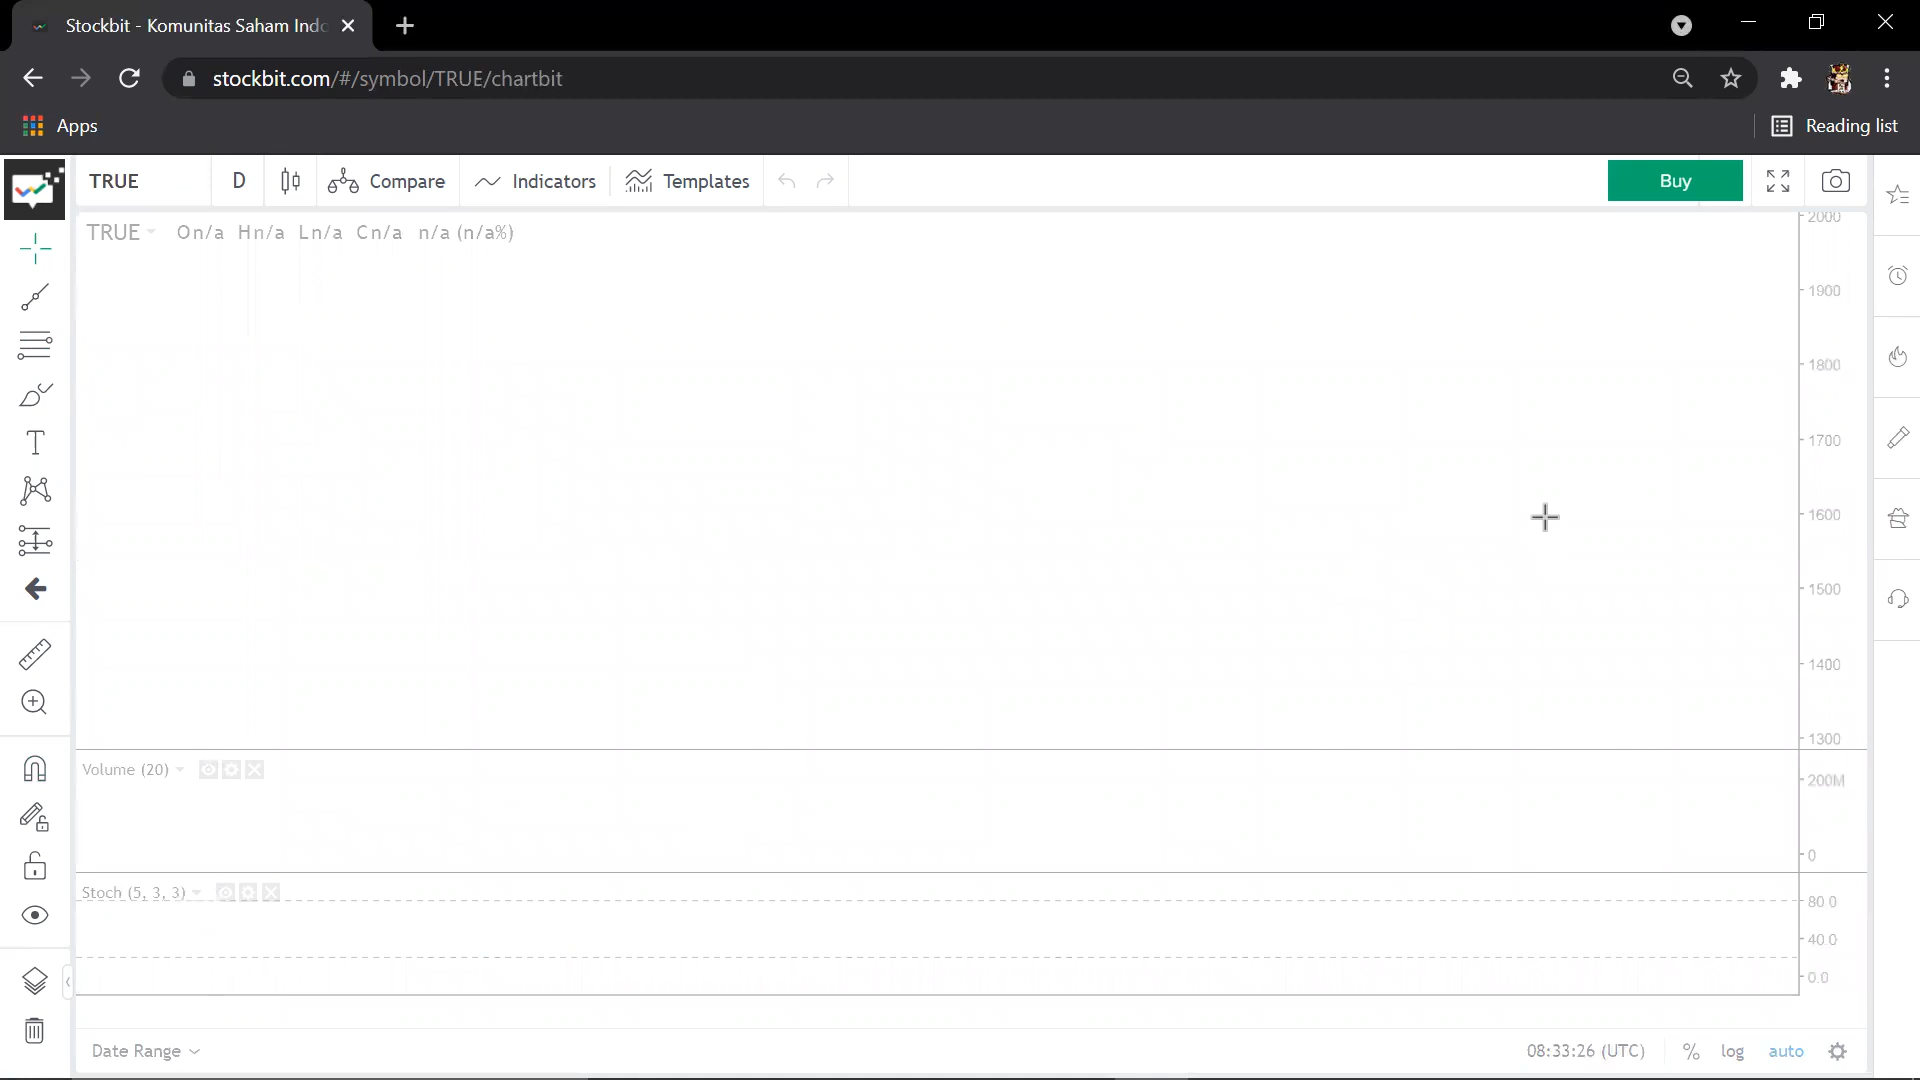 Stockbit - Komunitas Saham Indo
stockbit.com/#/symbol/TRUE/chartbit
Apps
Reading list
TRUE
D
Compare
Indicators
Templates
Buy
TRUE On/a Hn/a Ln/a Cn/a n/a (n/a%)
2000
1900
1800
1700
1600
1500
1400
1300
Volume (20)
200M
0
Stoch (5, 3, 3)
80.0
40.0
0.0
Date Range
08:33:26 (UTC)
%
log
auto